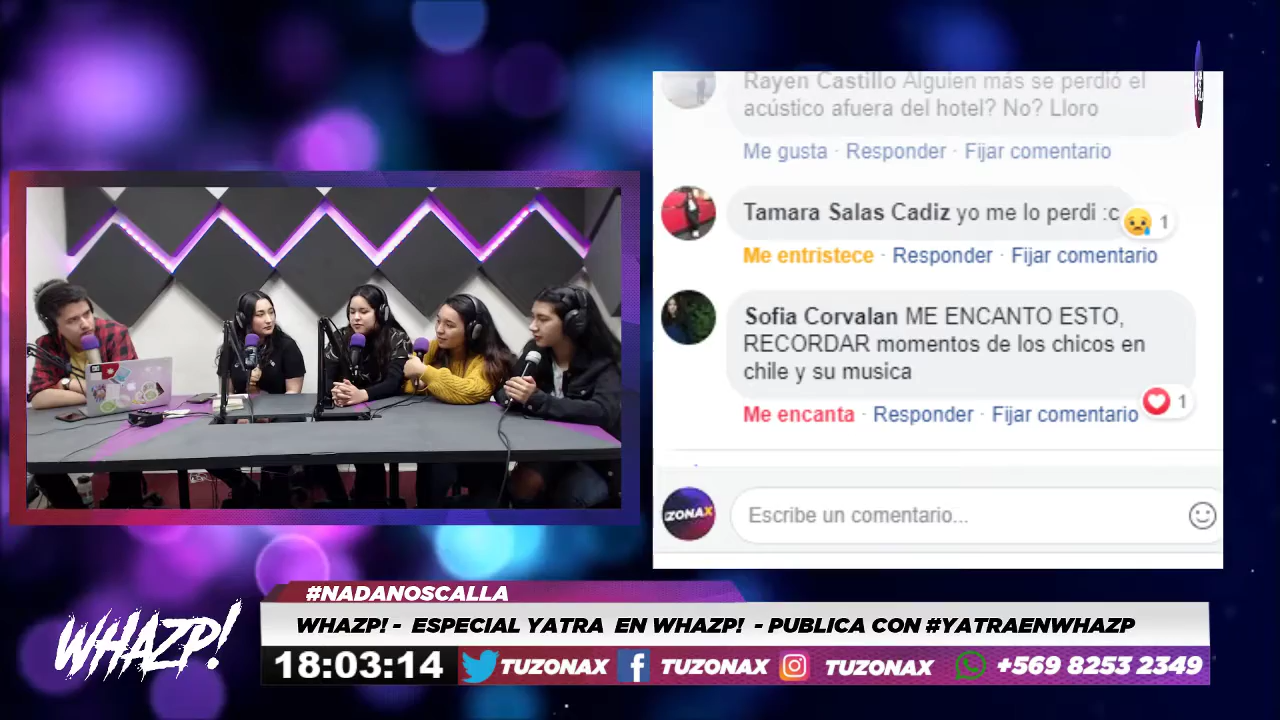 Rayen Castillo Alguien más se perdió el
acústico afuera del hotel? No? Lloro
Me gusta · Responder · Fijar comentario
Tamara Salas Cadiz yo me lo perdi :c
1
Me entristece · Responder · Fijar comentario
Sofia Corvalan ME ENCANTO ESTO,
RECORDAR momentos de los chicos en
chile y su musica
1
Me encanta · Responder · Fijar comentario
ZONAX
Escribe un comentario...
#NADANOSCALLA
WHAZP!
WHAZP! - ESPECIAL YATRA EN WHAZP! - PUBLICA CON #YATRAENWHAZP
18:03:14 TUZONAX TUZONAX TUZONAX +569 8253 2349